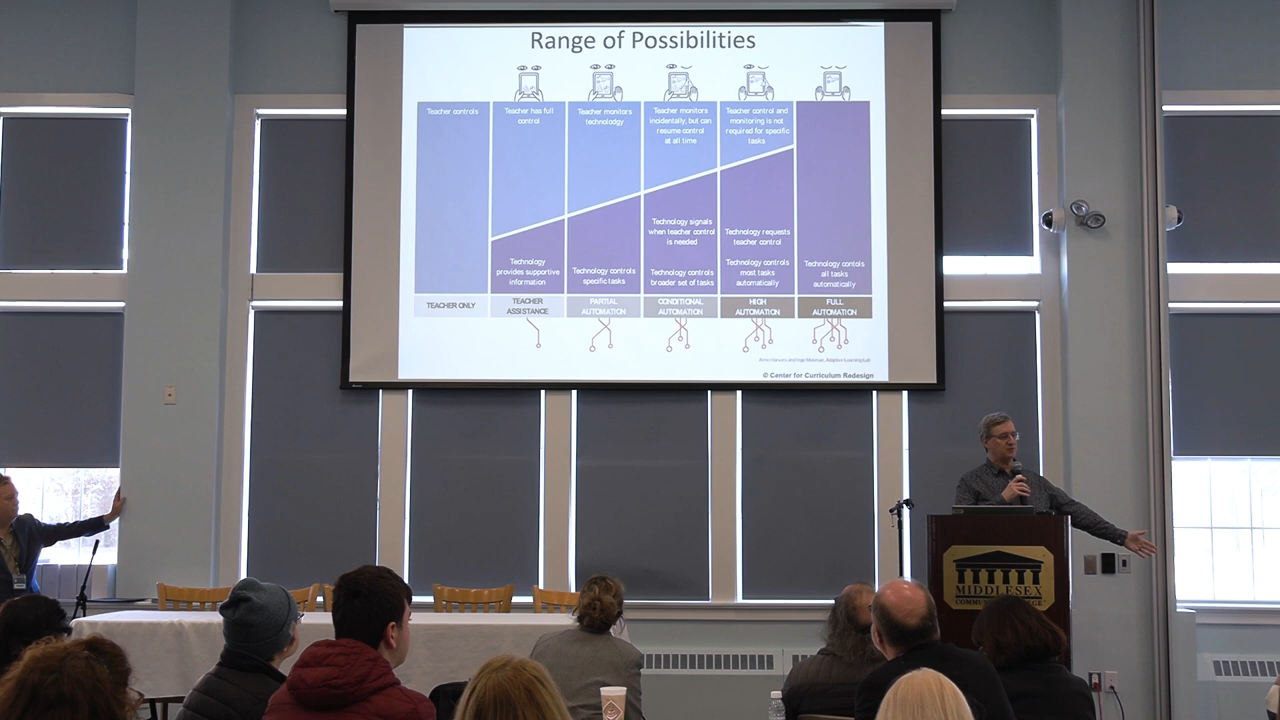 Range of Possibilities
Teacher controls
Teacher has full
control
Teacher monitors
technolodgy
Teacher monitors
incidentally, but can
resume control
at all time
Teacher control and
monitoring is not
required for specific
tasks
Technology
provides supportive
information
Technology controls
specific tasks
Technology signals
when teacher control
is needed
Technology controls
broader set of tasks
Technology requests
teacher control
Technology controls
most tasks
automatically
Technology contols
all tasks
automatically
TEACHER ONLY
TEACHER
ASSISTANCE
PARTIAL
AUTOMATION
CONDITIONAL
AUTOMATION
HIGH
AUTOMATION
FULL
AUTOMATION
© Center for Curriculum Redesign
MIDDLESEX